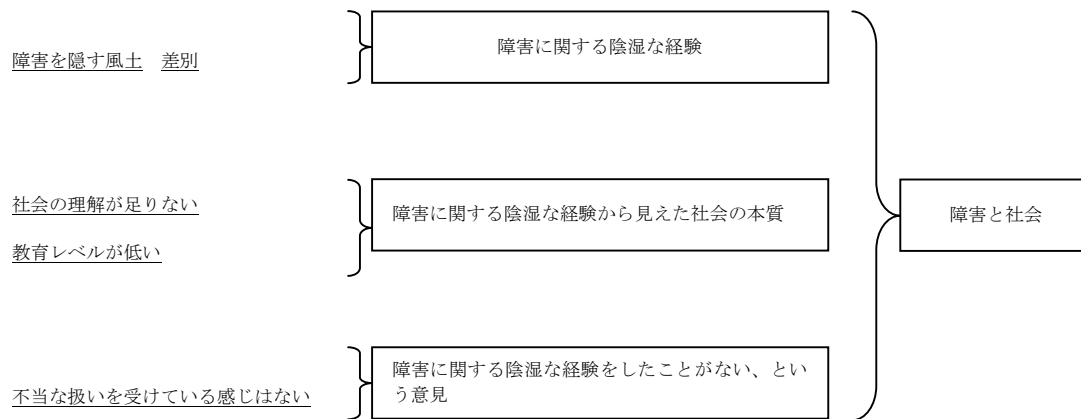 障害を隠す風土　差別
障害に関する陰湿な経験
社会の理解が足りない
教育レベルが低い
障害に関する陰湿な経験から見えた社会の本質
障害と社会
不当な扱いを受けている感じはない
障害に関する陰湿な経験をしたことがない、とい
う意見